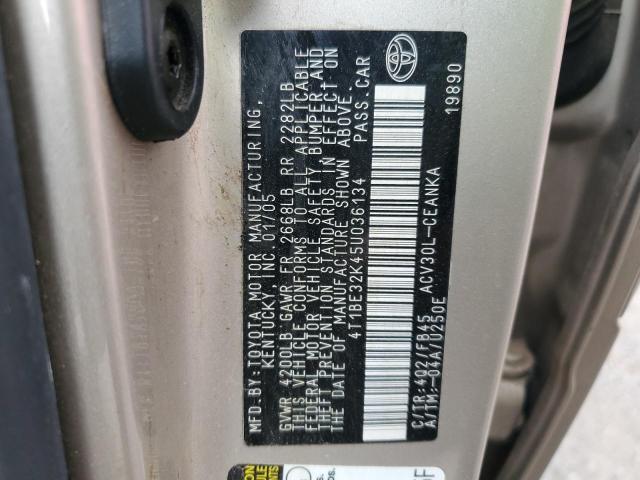 MFD. BY: TOYOTA MOTOR MANUFACTURING,
KENTUCKY, INC. 01/05
GVWR 4200LB GAWR FR 2668LB RR 2282LB
THIS VEHICLE CONFORMS TO ALL APPLICABLE
FEDERAL MOTOR VEHICLE SAFETY, BUMPER AND
THEFT PREVENTION STANDARDS IN EFFECT ON
THE DATE OF MANUFACTURE SHOWN ABOVE.
4T1BE32K45U036134 PASS. CAR
C/TR: 4Q2/FB45 ACV30L-CEANKA
A/TM: -04A/U250E
19890